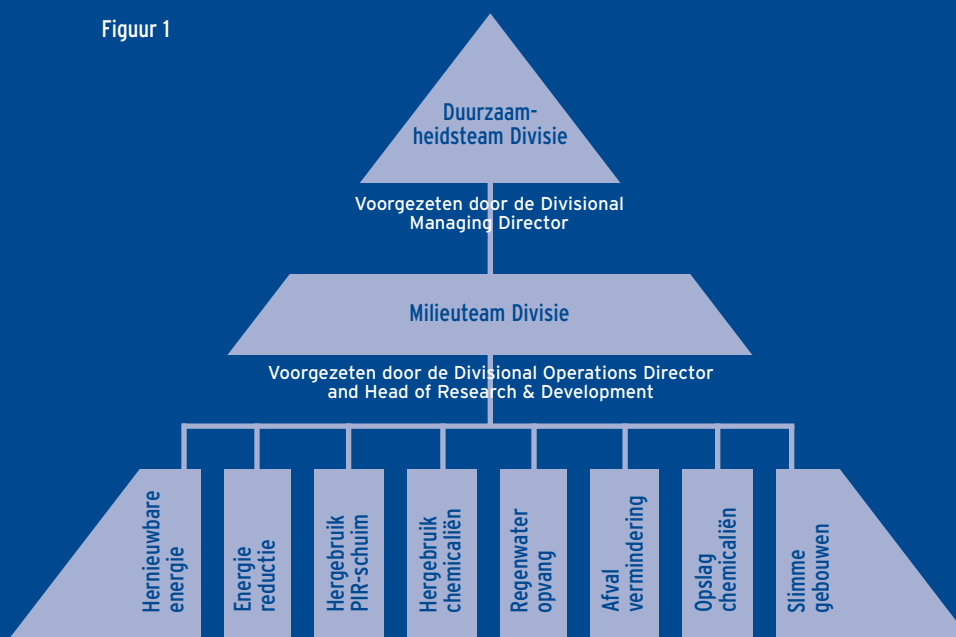 Figuur 1
Duurzaam-
heidsteam Divisie
Voorgezeten door de Divisional
Managing Director
Milieuteam Divisie
Voorgezeten door de Divisional Operations Director
and Head of Research & Development
Hernieuwbare
energie
Energie
reductie
Hergebruik
PIR-schuim
Hergebruik
chemicaliën
Regenwater
opvang
Afval
vermindering
Opslag
chemicaliën
Slimme
gebouwen